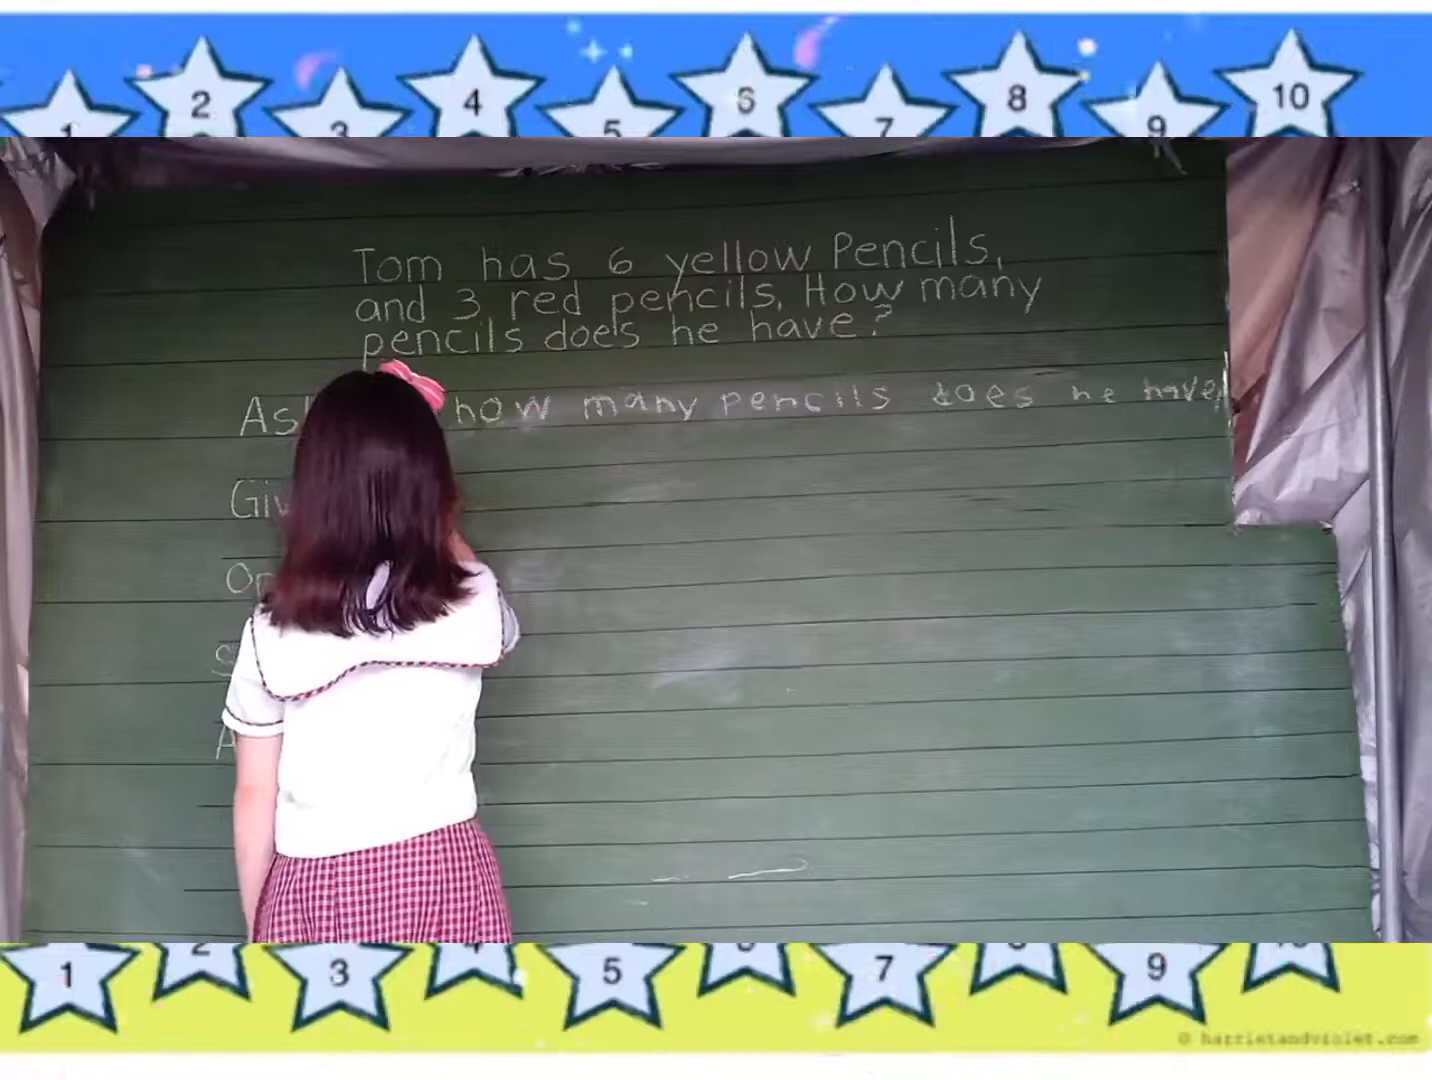 2 4 6 8 10
1 3 5 7 9
Tom has 6 yellow Pencils,
and 3 red pencils. How many
pencils does he have?
how many pencils does he have
1 3 5 7 9
© harrietandviolet.com